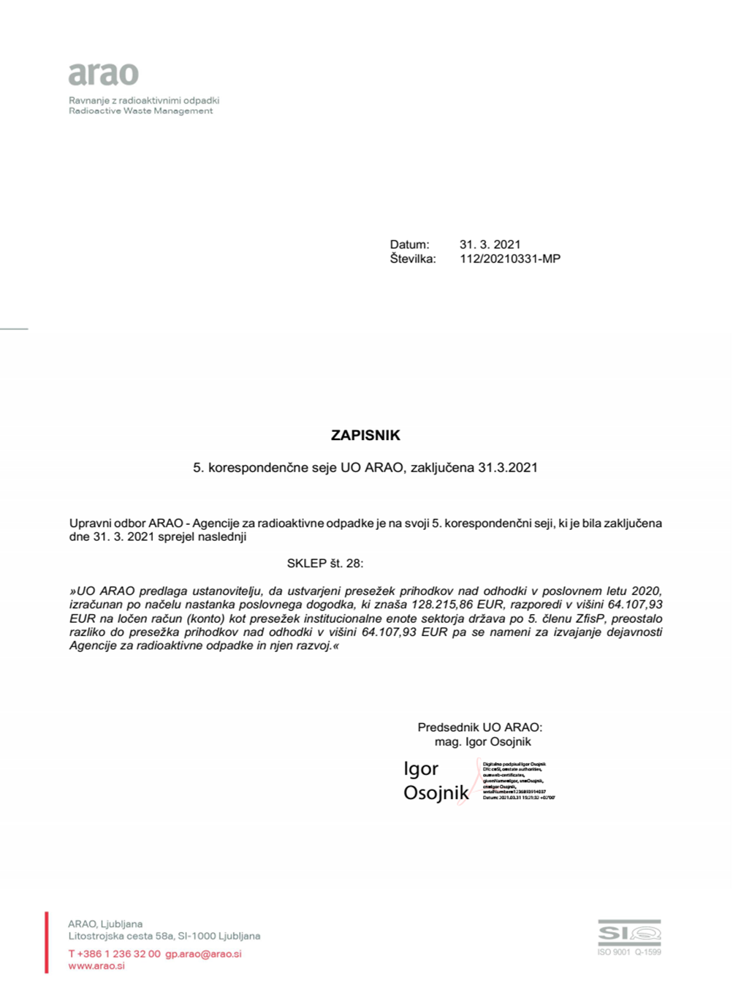 arao
Ravnanje z radioaktivnimi odpadki
Radioactive Waste Management
Datum: 31. 3. 2021
Številka: 112/20210331-MP
ZAPISNIK
5. korespondenčne seje UO ARAO, zaključena 31.3.2021
Upravni odbor ARAO - Agencije za radioaktivne odpadke je na svoji 5. korespondenčni seji, ki je bila zaključena
dne 31. 3. 2021 sprejel naslednji
SKLEP št. 28:
»UO ARAO predlaga ustanovitelju, da ustvarjeni presežek prihodkov nad odhodki v poslovnem letu 2020,
izračunan po načelu nastanka poslovnega dogodka, ki znaša 128.215,86 EUR, razporedi v višini 64.107,93
EUR na ločen račun (konto) kot presežek institucionalne enote sektorja država po 5. členu ZfisP, preostalo
razliko do presežka prihodkov nad odhodki v višini 64.107,93 EUR pa se nameni za izvajanje dejavnosti
Agencije za radioaktivne odpadke in njen razvoj.«
Predsednik UO ARAO:
mag. Igor Osojnik
Igor
Osojnik
Digitalno podpisal Igor Osojnik
DN: c=SI, o=state authorities,
ou=web-certificates,
givenName=Igor, sn=Osojnik,
cn=Igor Osojnik,
Datum: 2021.03.31 15:21:32 +02'00'
ARAO, Ljubljana
Litostrojska cesta 58a, SI-1000 Ljubljana
T +386 1 236 32 00 gp.arao@arao.si
www.arao.si
SIQ
ISO 9001 Q-1599